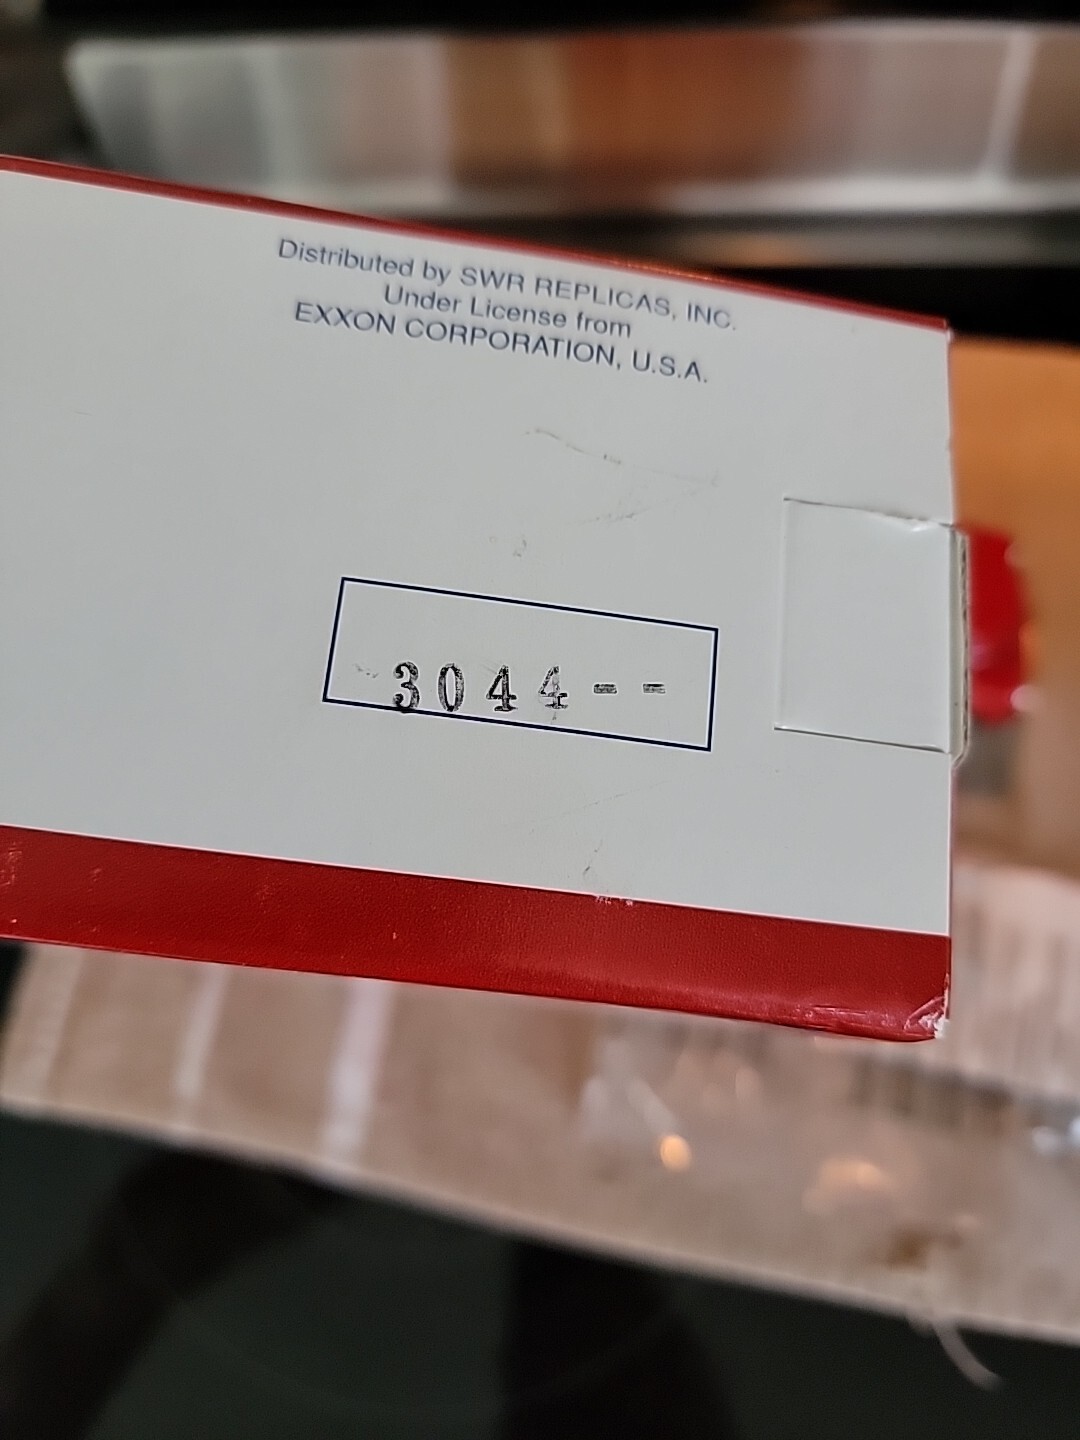 Distributed by SWR REPLICAS, INC.
Under License from
EXXON CORPORATION, U.S.A.
3044--